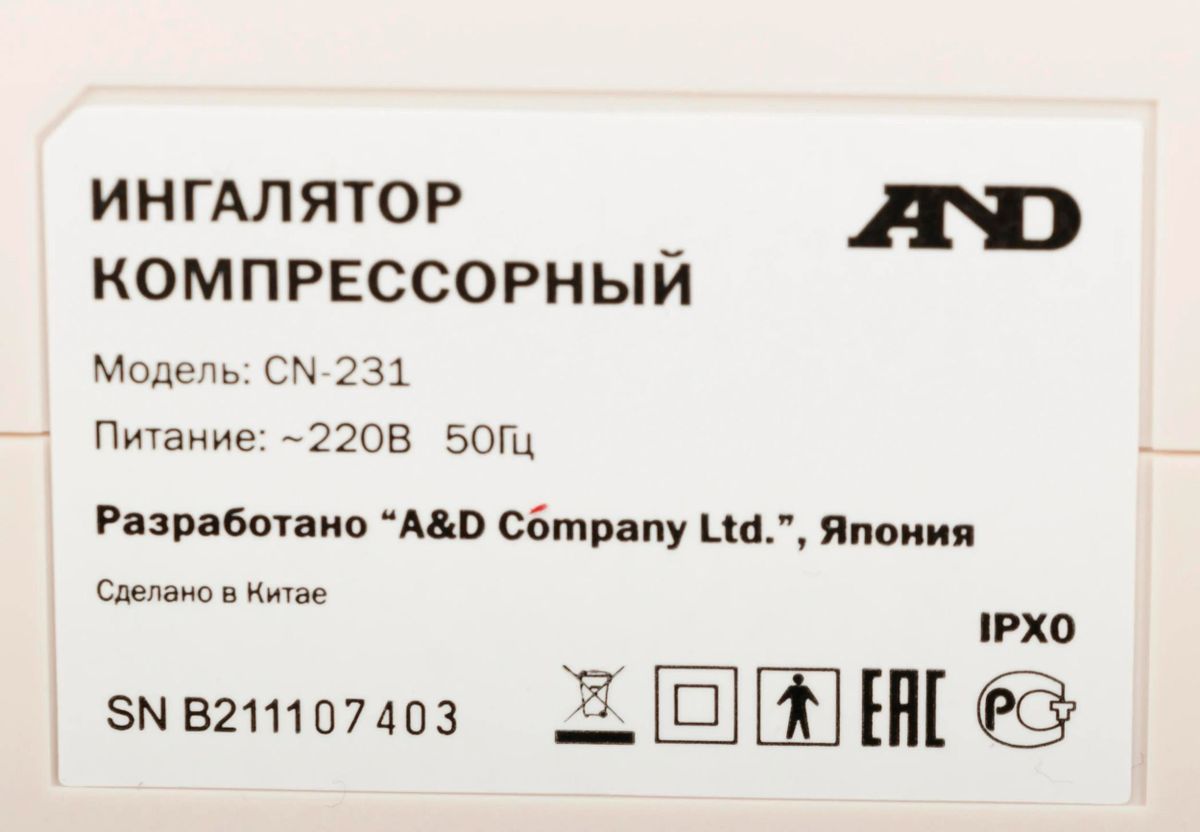 ИНГАЛЯТОР
КОМПРЕССОРНЫЙ
AND
Модель: CN-231
Питание: ~220В 50Гц
Разработано “A&D Company Ltd.”, Япония
Сделано в Китае
IPX0
SN B211107403
EAC
РСТ